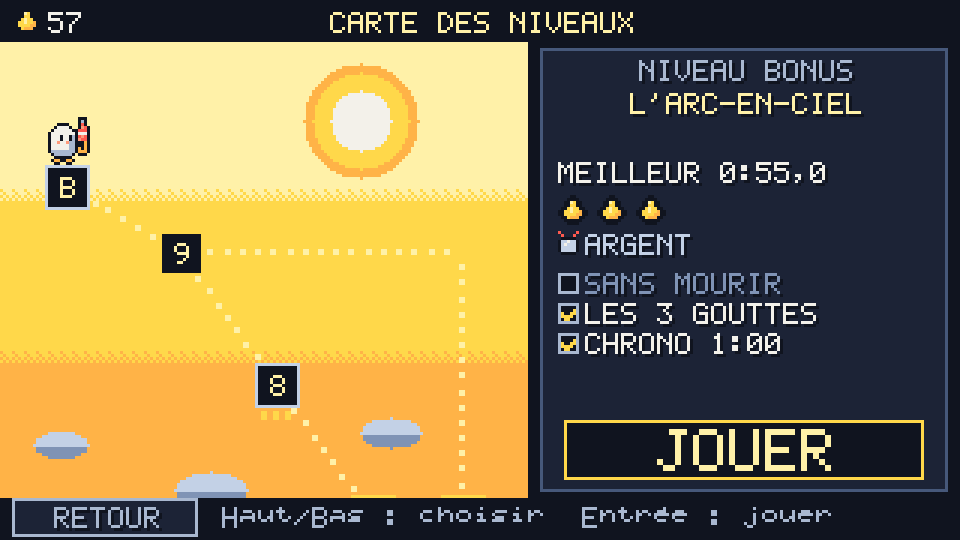 57
CARTE DES NIVEAUX
B
9
8
NIVEAU BONUS
L'ARC-EN-CIEL
MEILLEUR 0:55,0
ARGENT
SANS MOURIR
LES 3 GOUTTES
CHRONO 1:00
JOUER
RETOUR
Haut/Bas : choisir Entrée : jouer